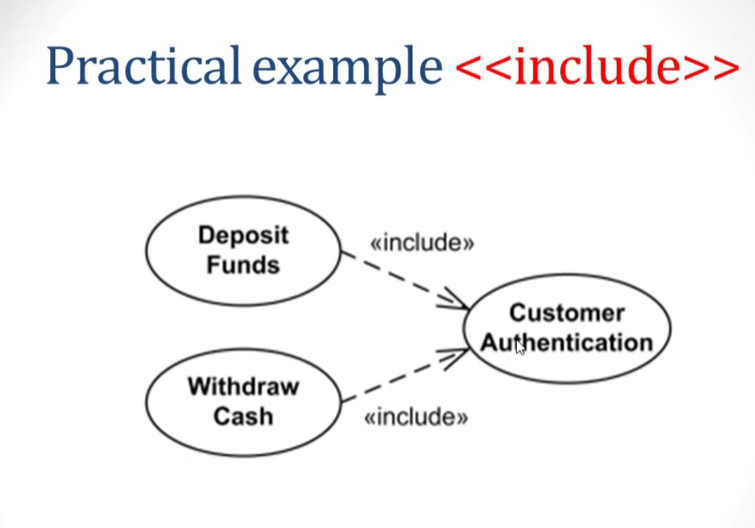 Practical example <<include>>
Deposit
Funds
«include»
Customer
Authentication
Withdraw
Cash
«include»